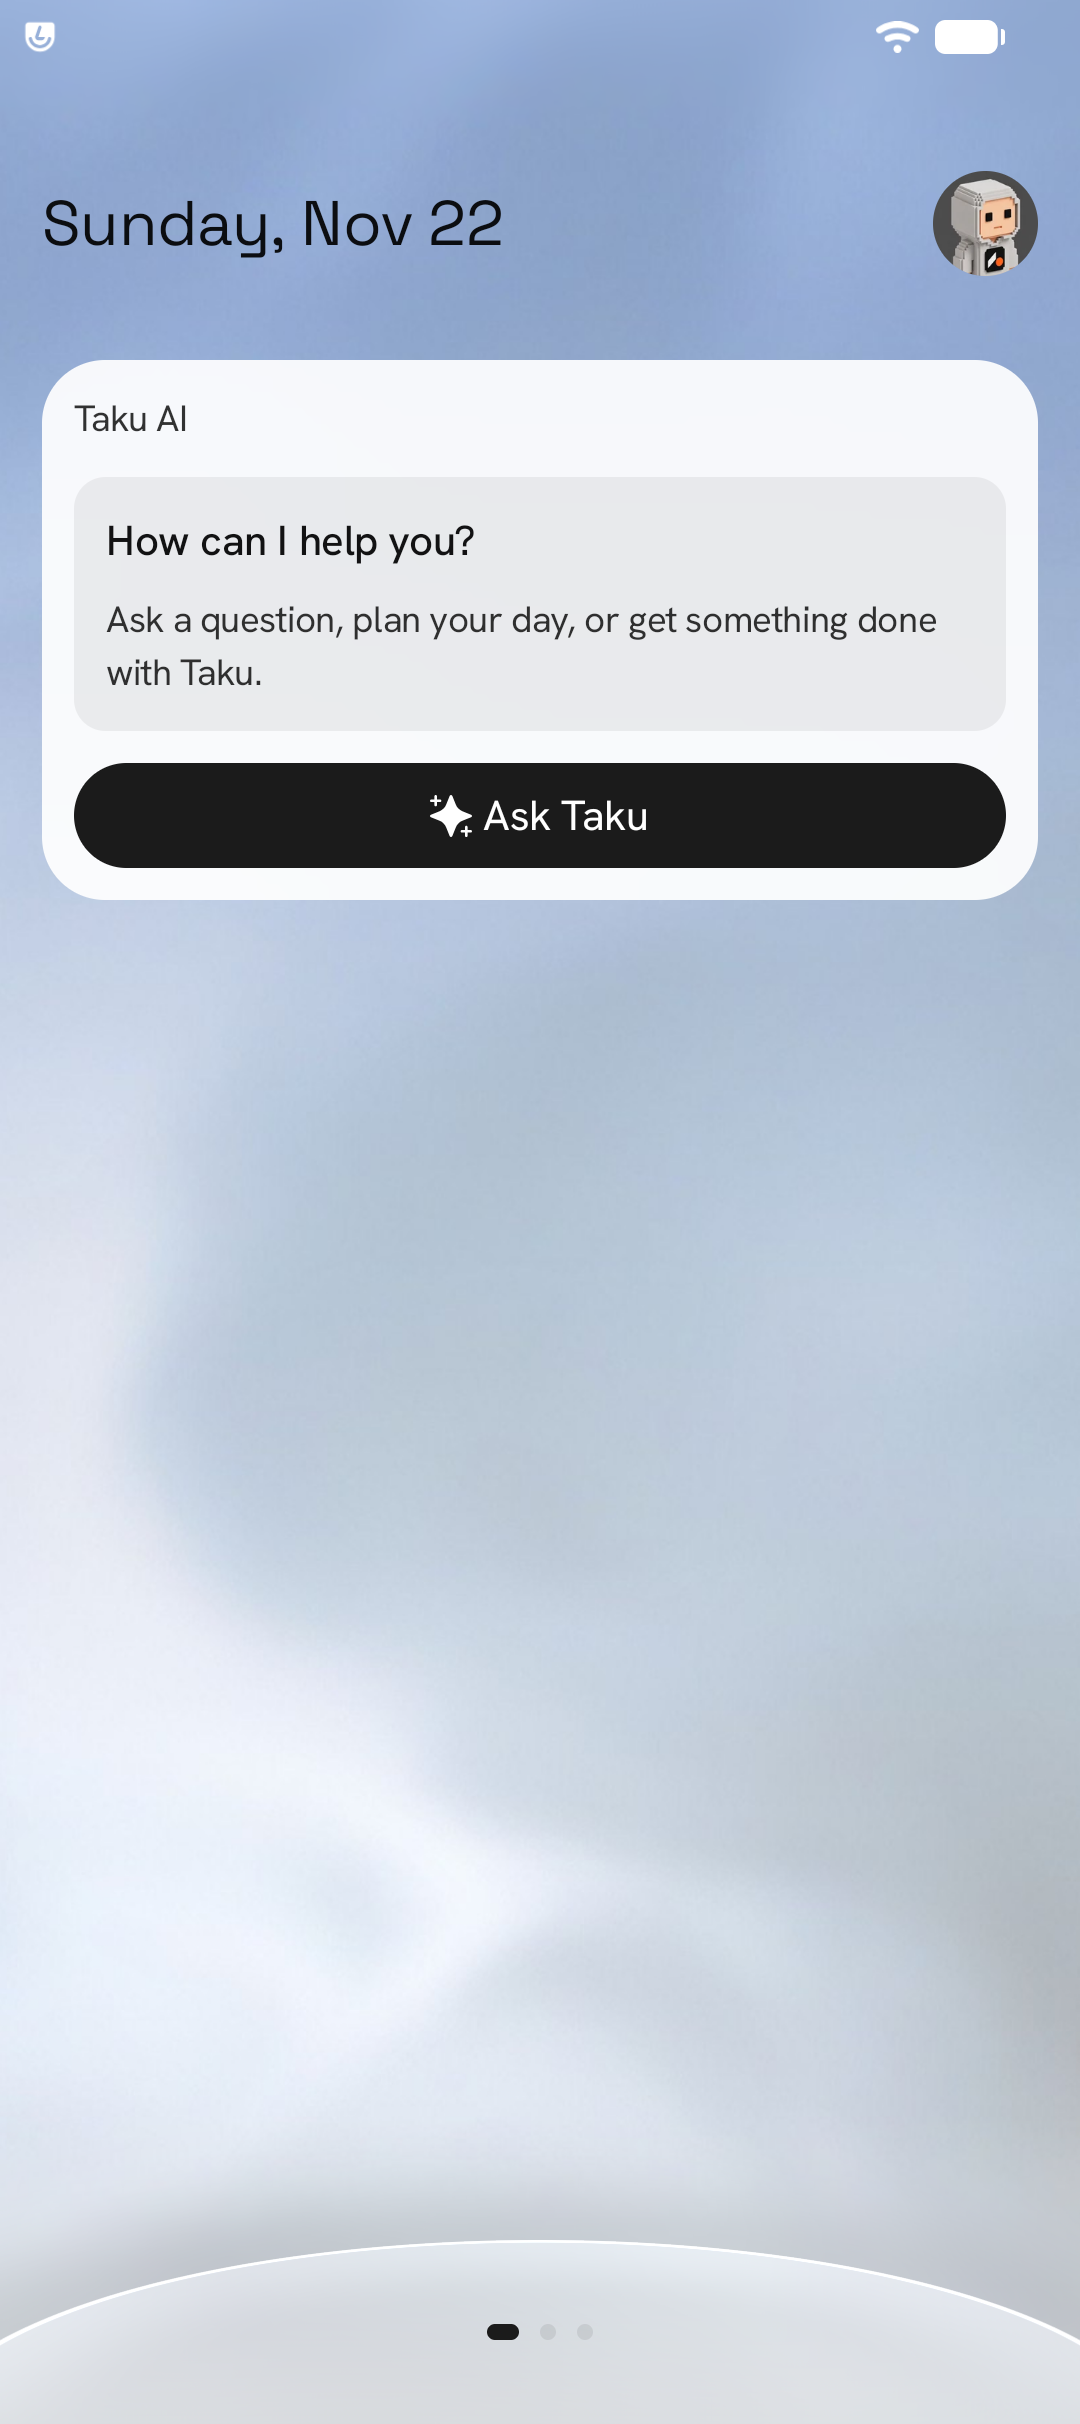 Sunday, Nov 22
Taku AI
How can I help you?
Ask a question, plan your day, or get something done
with Taku.
Ask Taku